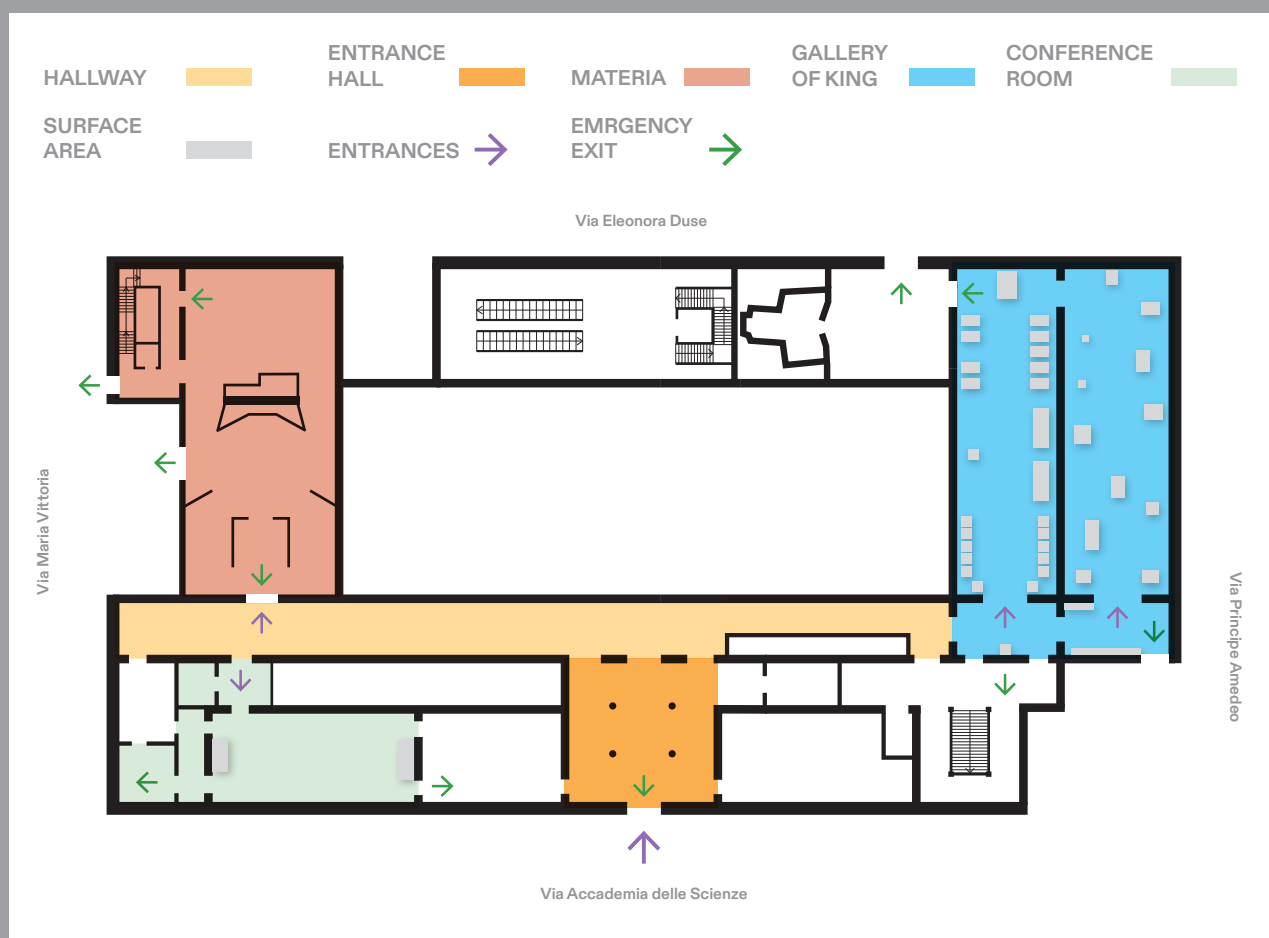 HALLWAY
ENTRANCE
HALL
MATERIA
GALLERY
OF KING
CONFERENCE
ROOM
SURFACE
AREA
ENTRANCES
EMRGENCY
EXIT
Via Eleonora Duse
Via Maria Vittoria
Via Principe Amedeo
Via Accademia delle Scienze